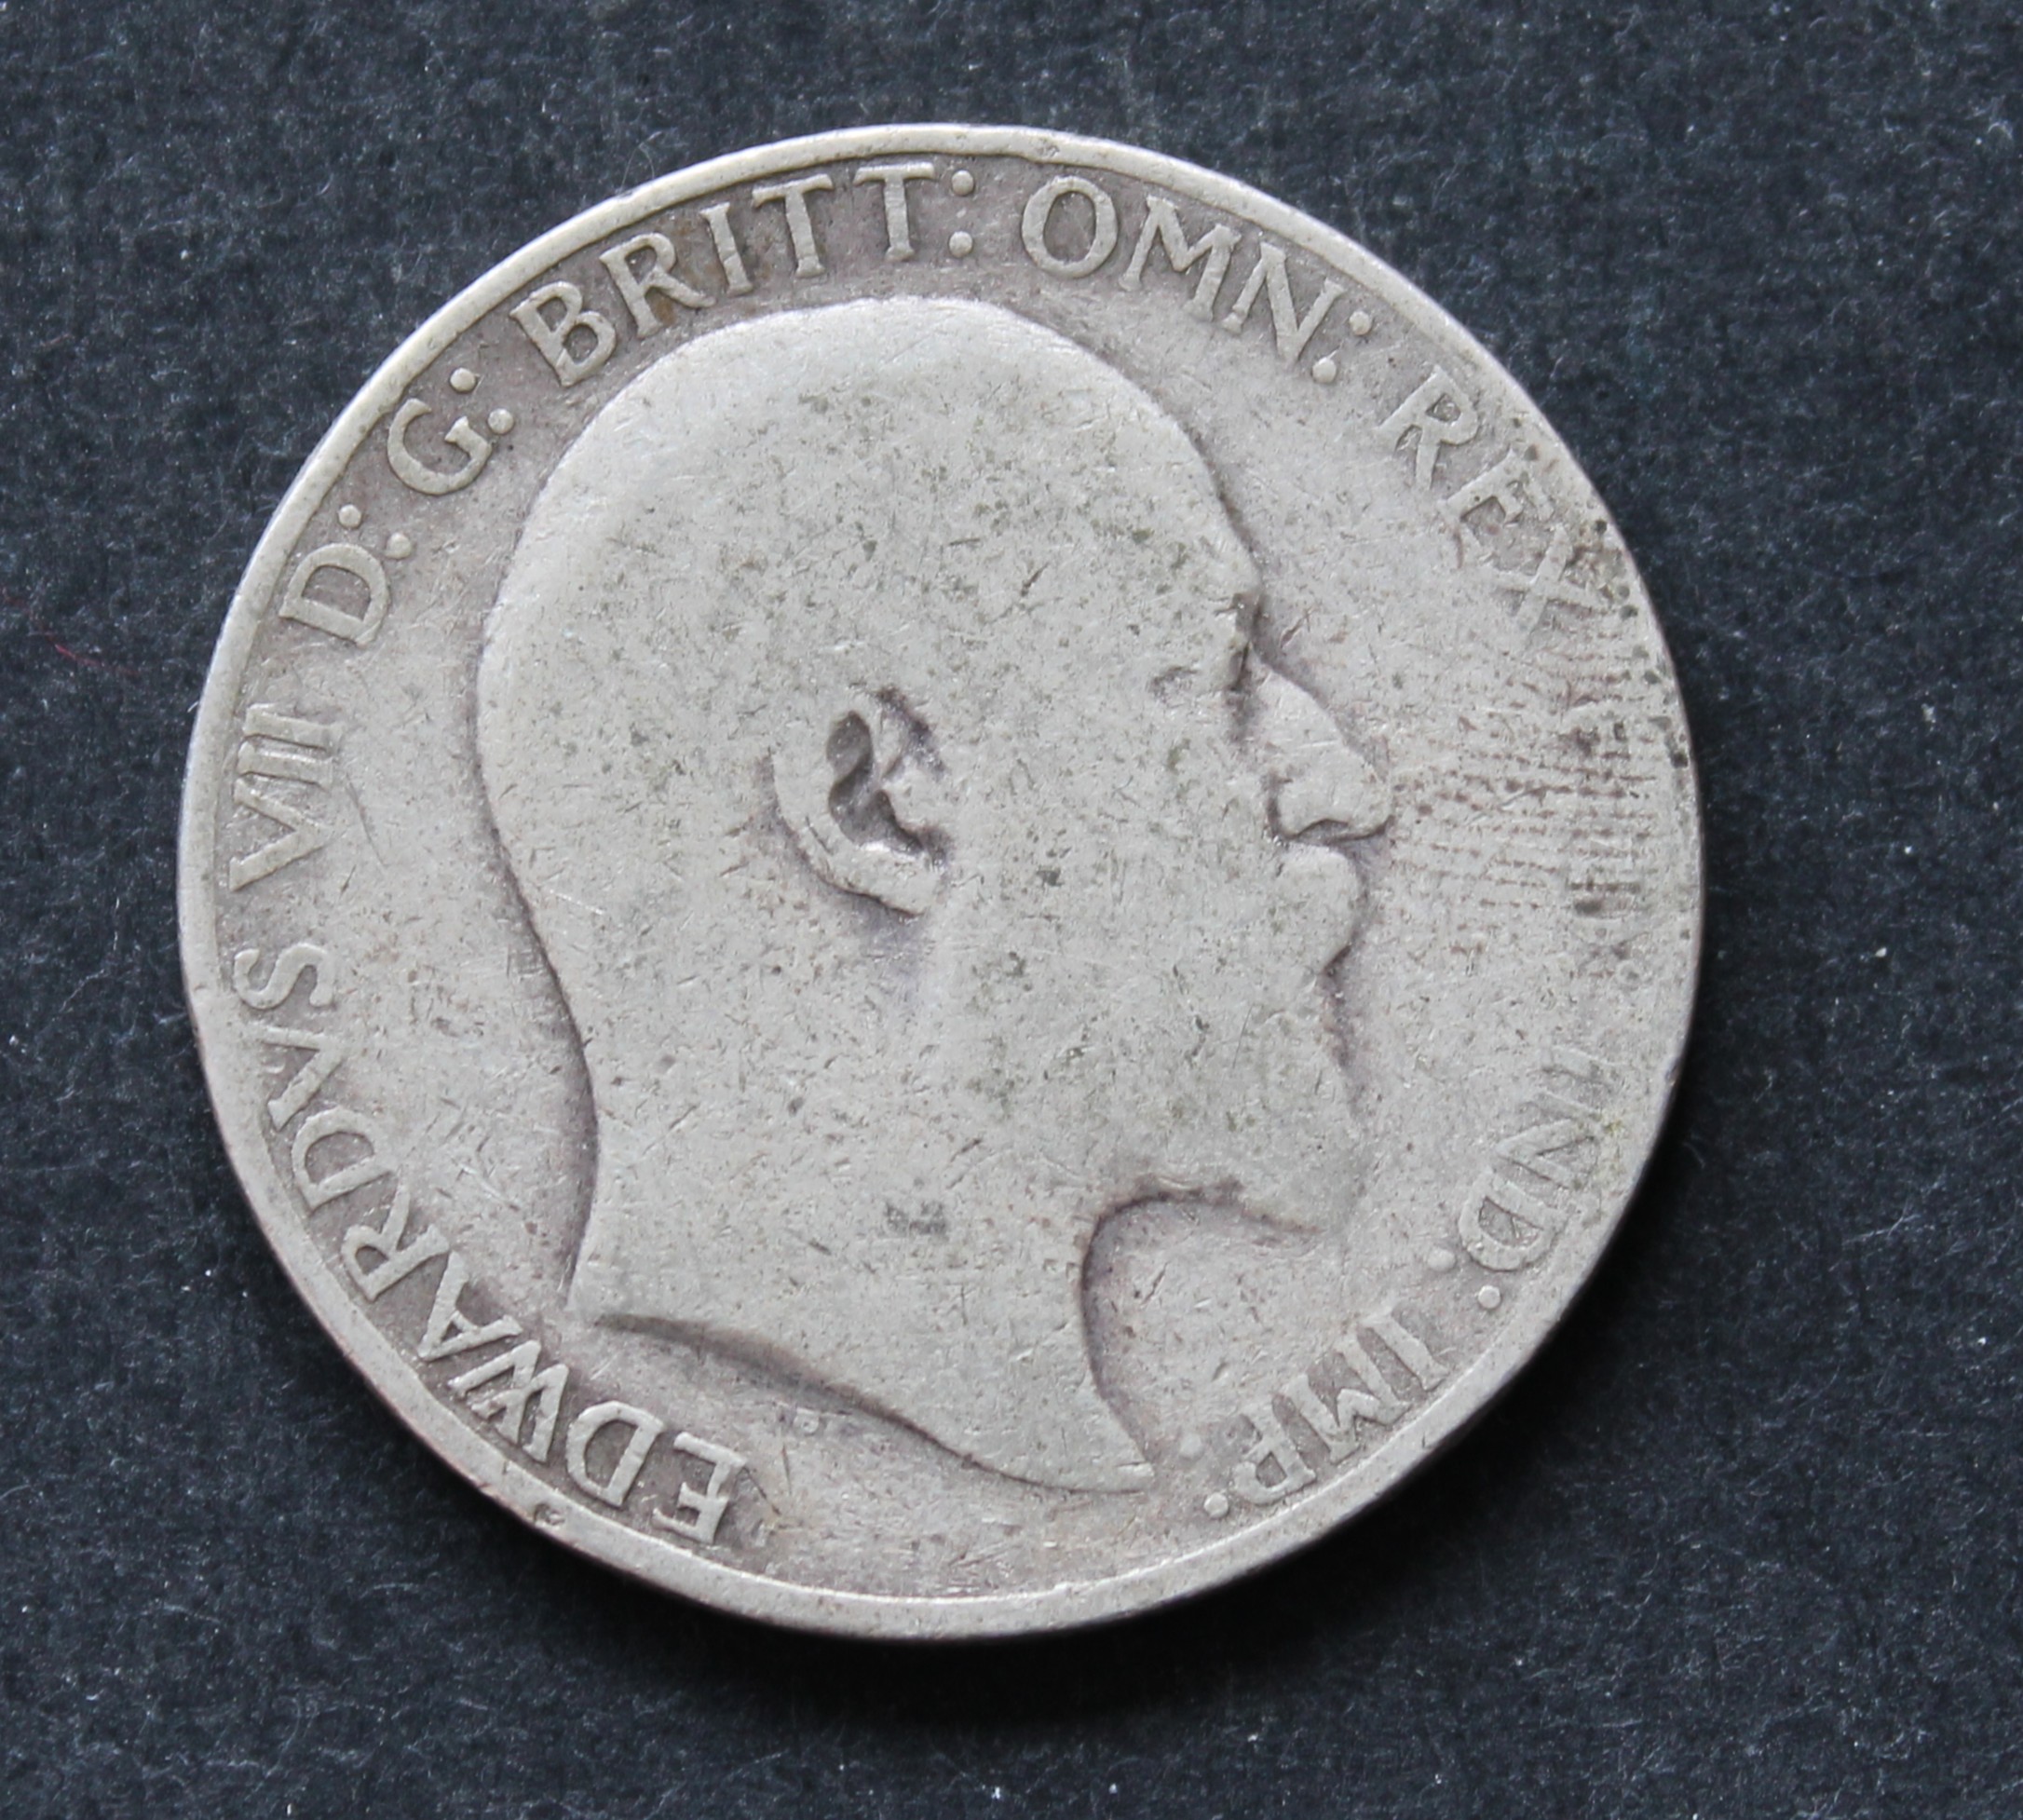 EDWARDVS VII D: G: BRITT: OMN: REX IND: IMP: